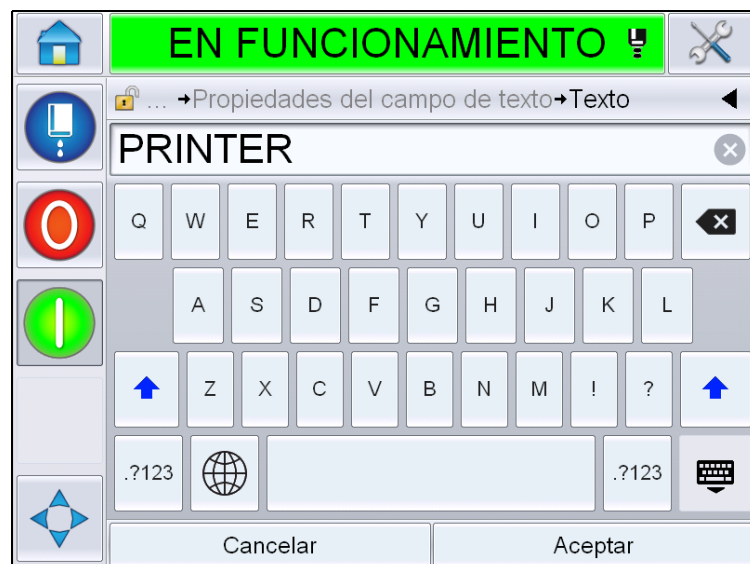 EN FUNCIONAMIENTO
... →Propiedades del campo de texto→Texto
PRINTER
Q W E R T Y U I O P
A S D F G H J K L
Z X C V B N M ! ?
.?123 .?123
Cancelar Aceptar